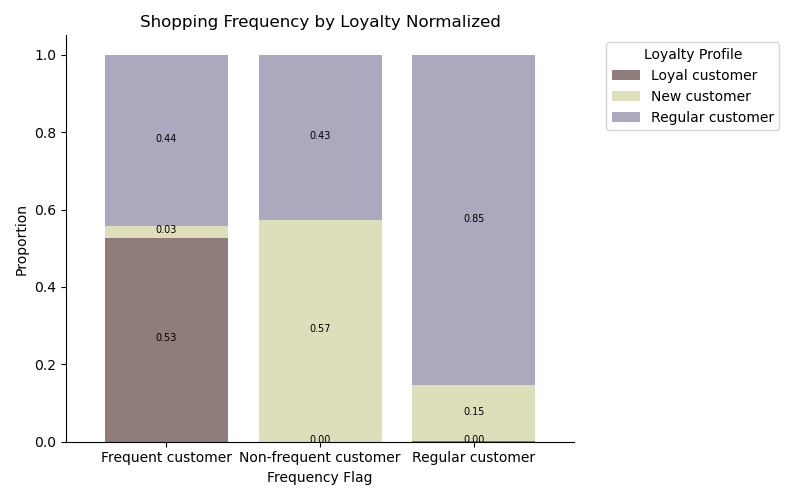 Shopping Frequency by Loyalty Normalized
Loyalty Profile
Loyal customer
New customer
Regular customer
Proportion
1.0
0.8
0.6
0.4
0.2
0.0
0.44
0.03
0.53
0.43
0.57
0.00
0.85
0.15
0.00
Frequent customer
Non-frequent customer
Regular customer
Frequency Flag